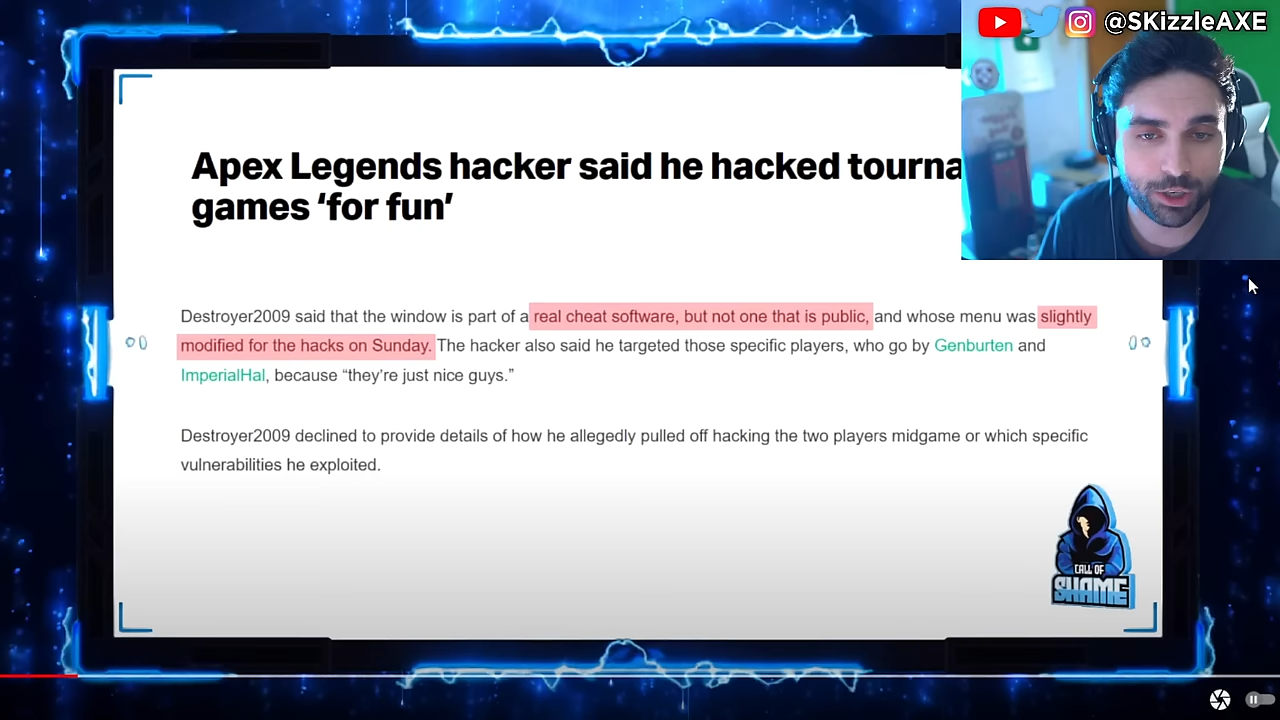 @SKizzleAXE
Apex Legends hacker said he hacked tourna
games ‘for fun’
Destroyer2009 said that the window is part of a real cheat software, but not one that is public, and whose menu was slightly
modified for the hacks on Sunday. The hacker also said he targeted those specific players, who go by Genburten and
ImperialHal, because “they’re just nice guys.”
Destroyer2009 declined to provide details of how he allegedly pulled off hacking the two players midgame or which specific
vulnerabilities he exploited.
CALL OF
SHAME